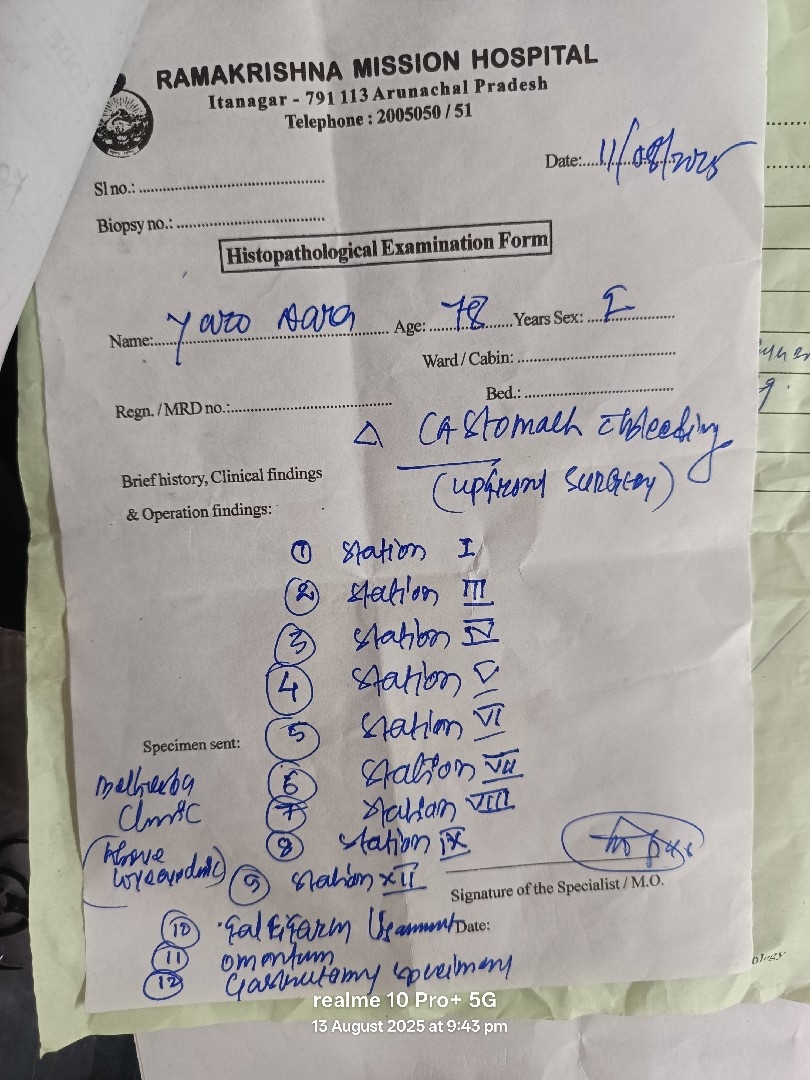 RAMAKRISHNA MISSION HOSPITAL
Itanagar - 791 113 Arunachal Pradesh
Telephone : 2005050 / 51
Date:....11/08/2025
Sl no.: ............................................
Biopsy no.: ....................................
Histopathological Examination Form
Name:.... Yaro .... Age: .... 78 .... Years Sex: ....
Ward / Cabin: ....................................
Regn. / MRD no.:....................................
Bed.: ....................................
△ CA Stomach c bleeding
(upfront surgery)
Brief history, Clinical findings
& Operation findings:
① Station I
② Station III
③ Station IV
④ Station V
⑤ Station VI
Specimen sent:
⑥ Station VII
⑦ Station VIII
Clinic
⑧ Station IX
(Above
⑨ Station XII
Signature of the Specialist / M.O.
⑩ Falciform
Date:
⑪ omentum
⑫ Gastrectomy specimen
realme 10 Pro+ 5G
13 August 2025 at 9:43 pm